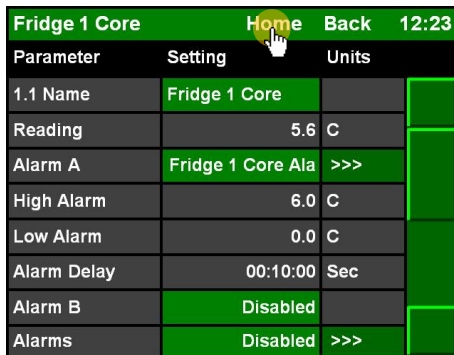 Fridge 1 Core Home Back 12:23
Parameter Setting Units
1.1 Name Fridge 1 Core
Reading 5.6 C
Alarm A Fridge 1 Core Ala >>>
High Alarm 6.0 C
Low Alarm 0.0 C
Alarm Delay 00:10:00 Sec
Alarm B Disabled
Alarms Disabled >>>